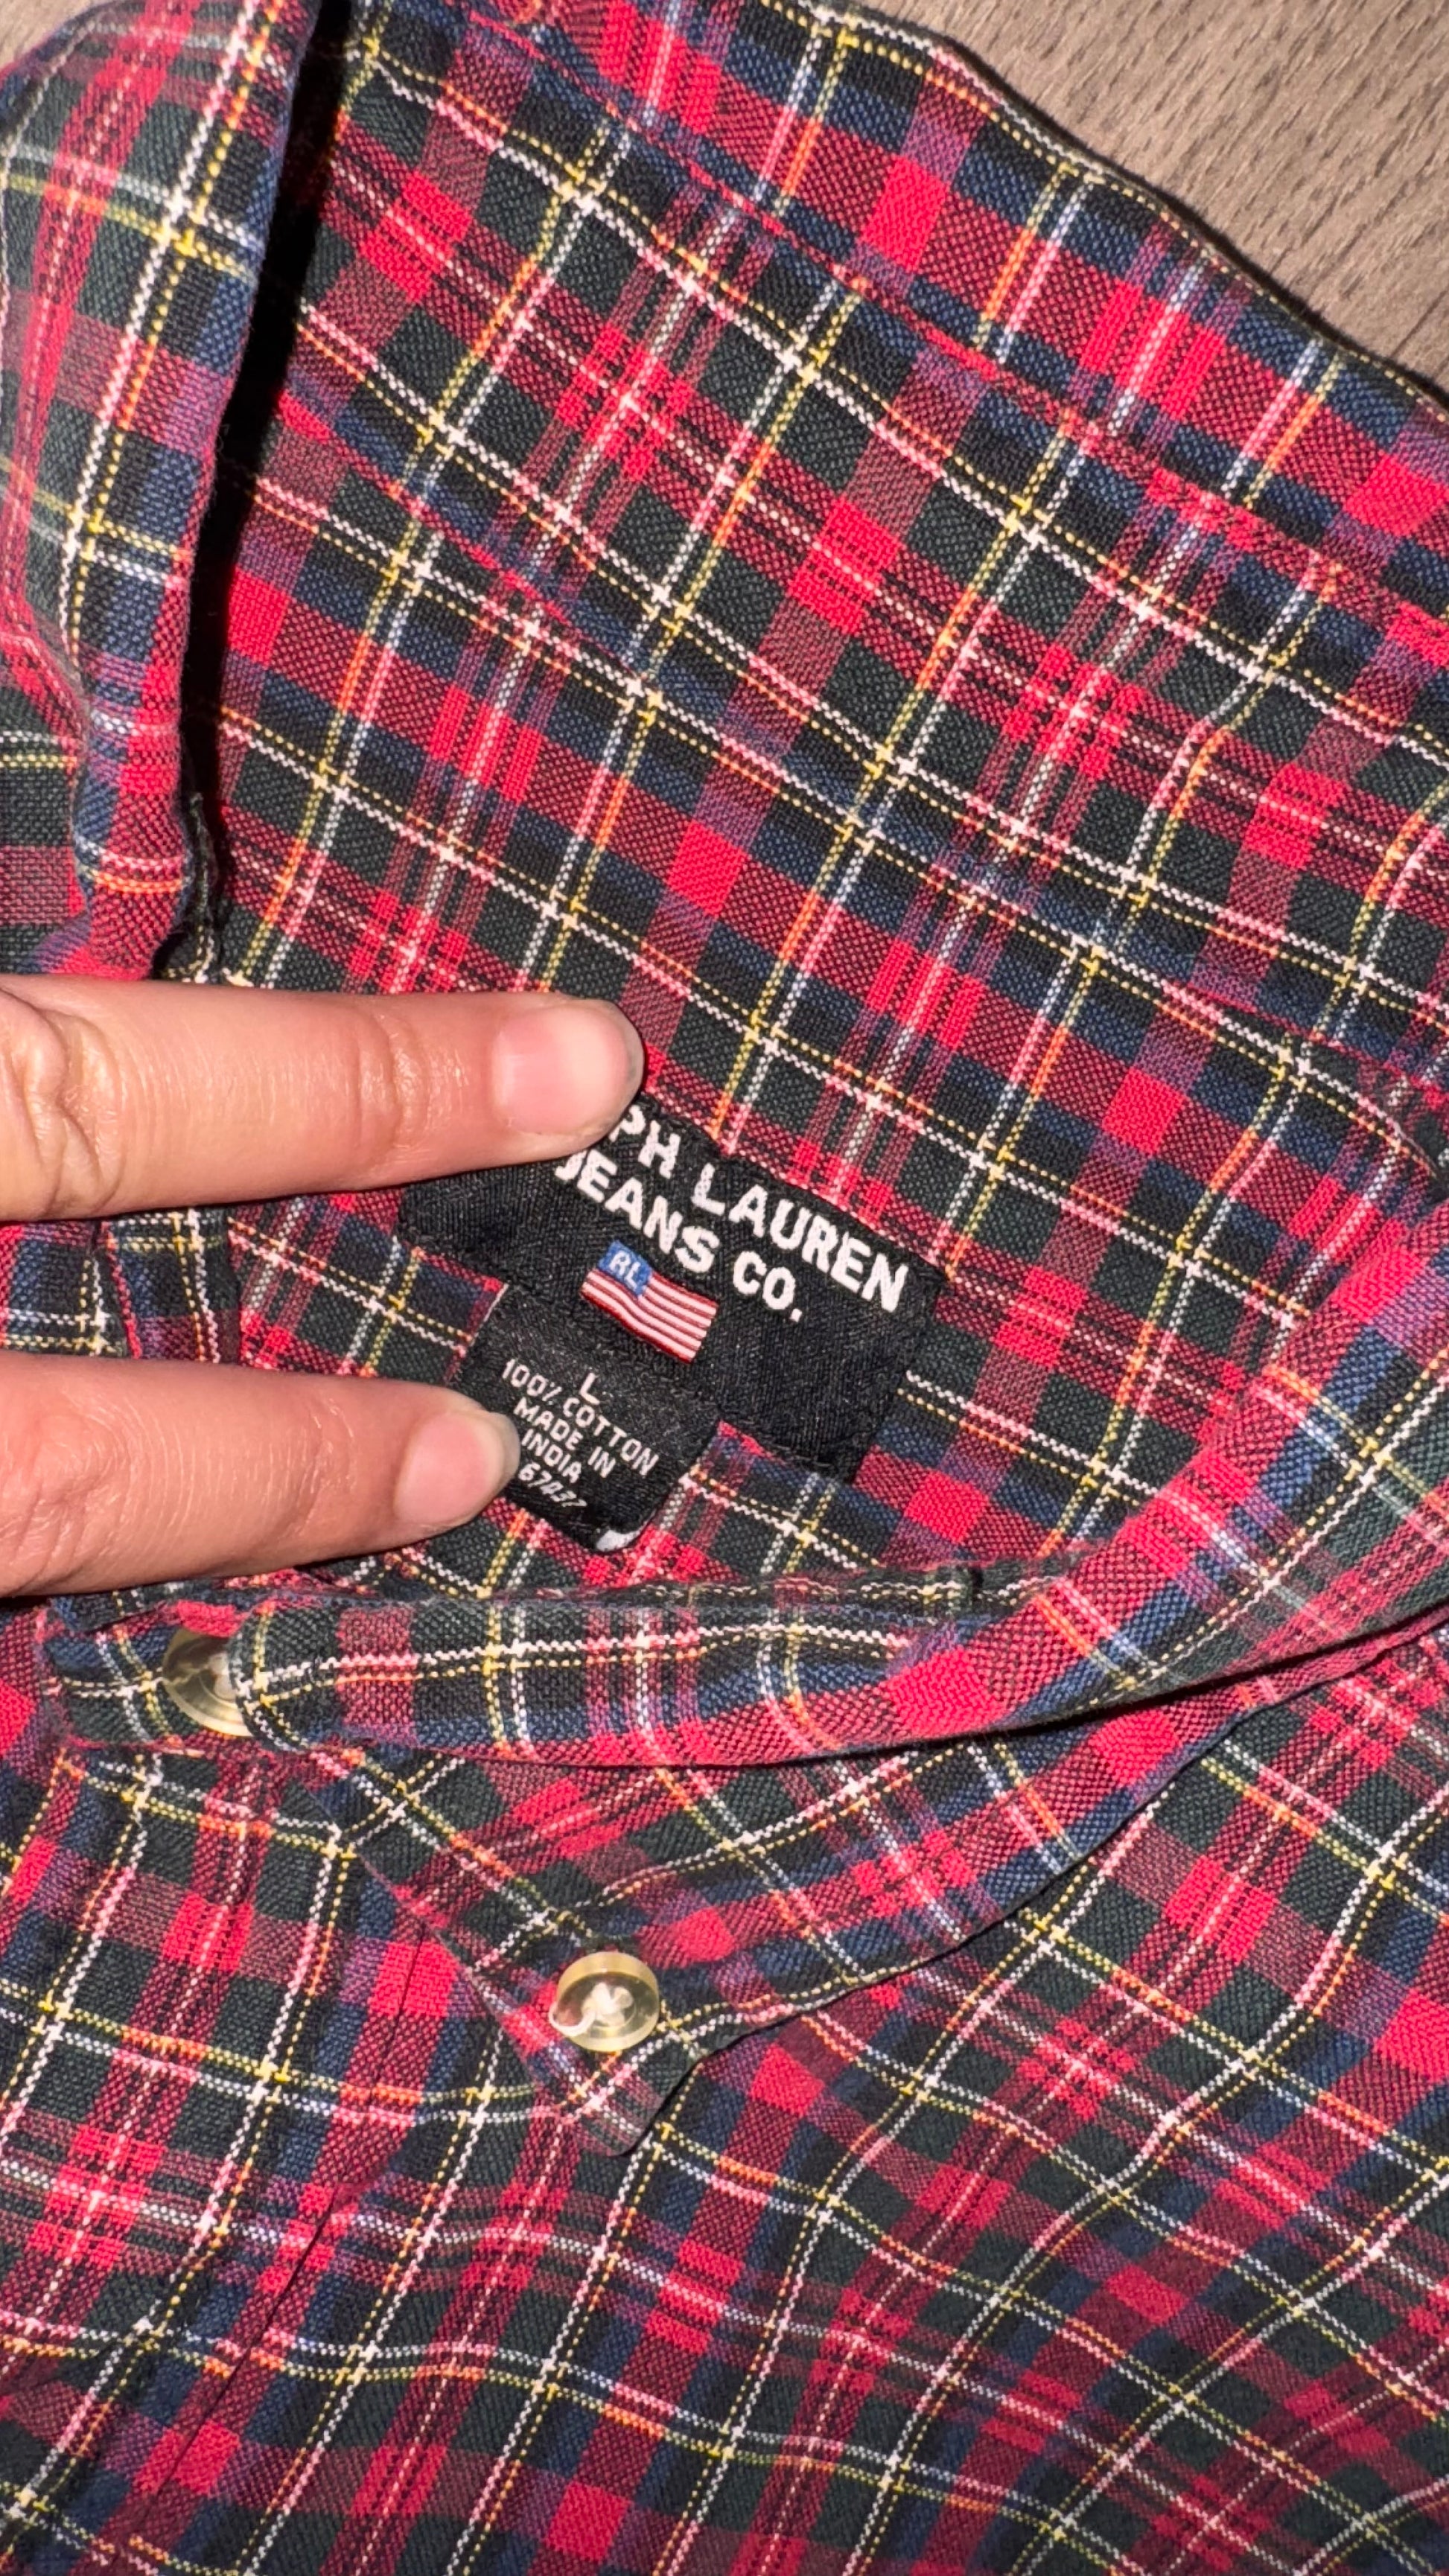 PH LAUREN
JEANS CO.
RL
L
100% COTTON
MADE IN
INDIA